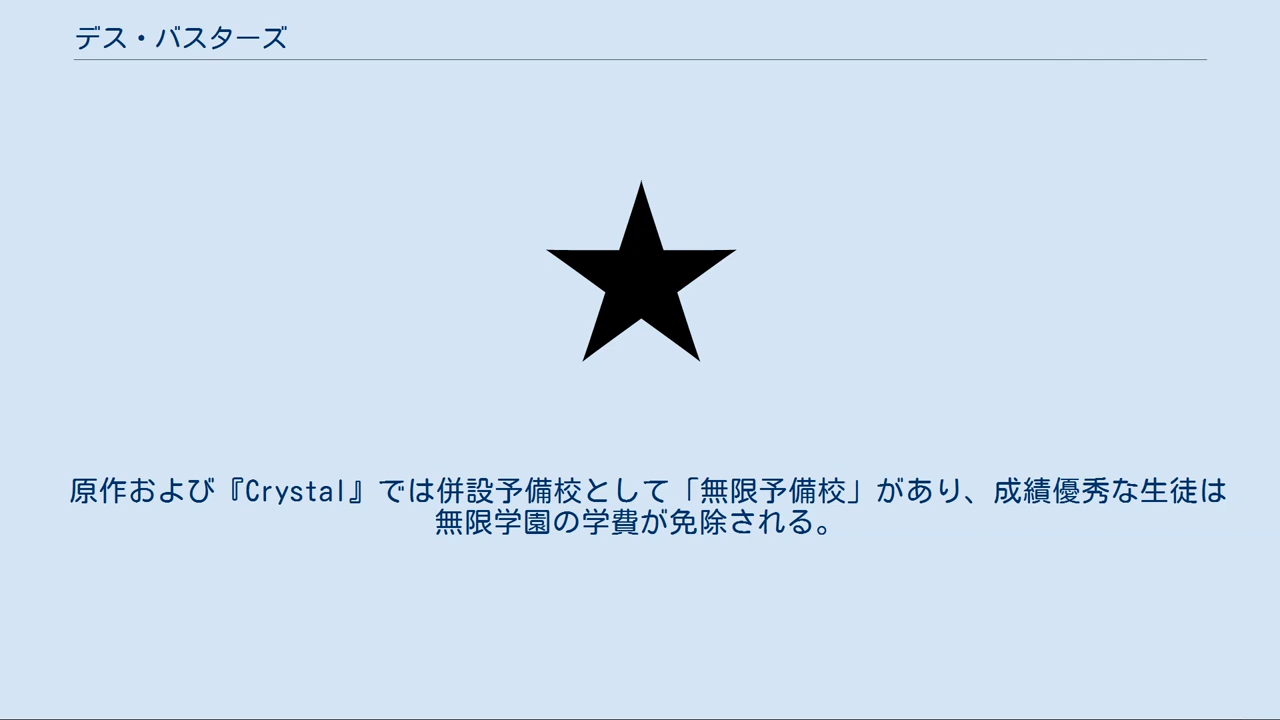 デス・バスターズ
原作および『Crystal』では併設予備校として「無限予備校」があり、成績優秀な生徒は
無限学園の学費が免除される。